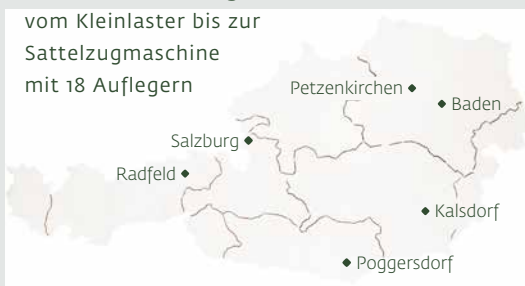 vom Kleinlaster bis zur
Sattelzugmaschine
mit 18 Auflegern
Petzenkirchen
Baden
Salzburg
Radfeld
Kalsdorf
Poggersdorf